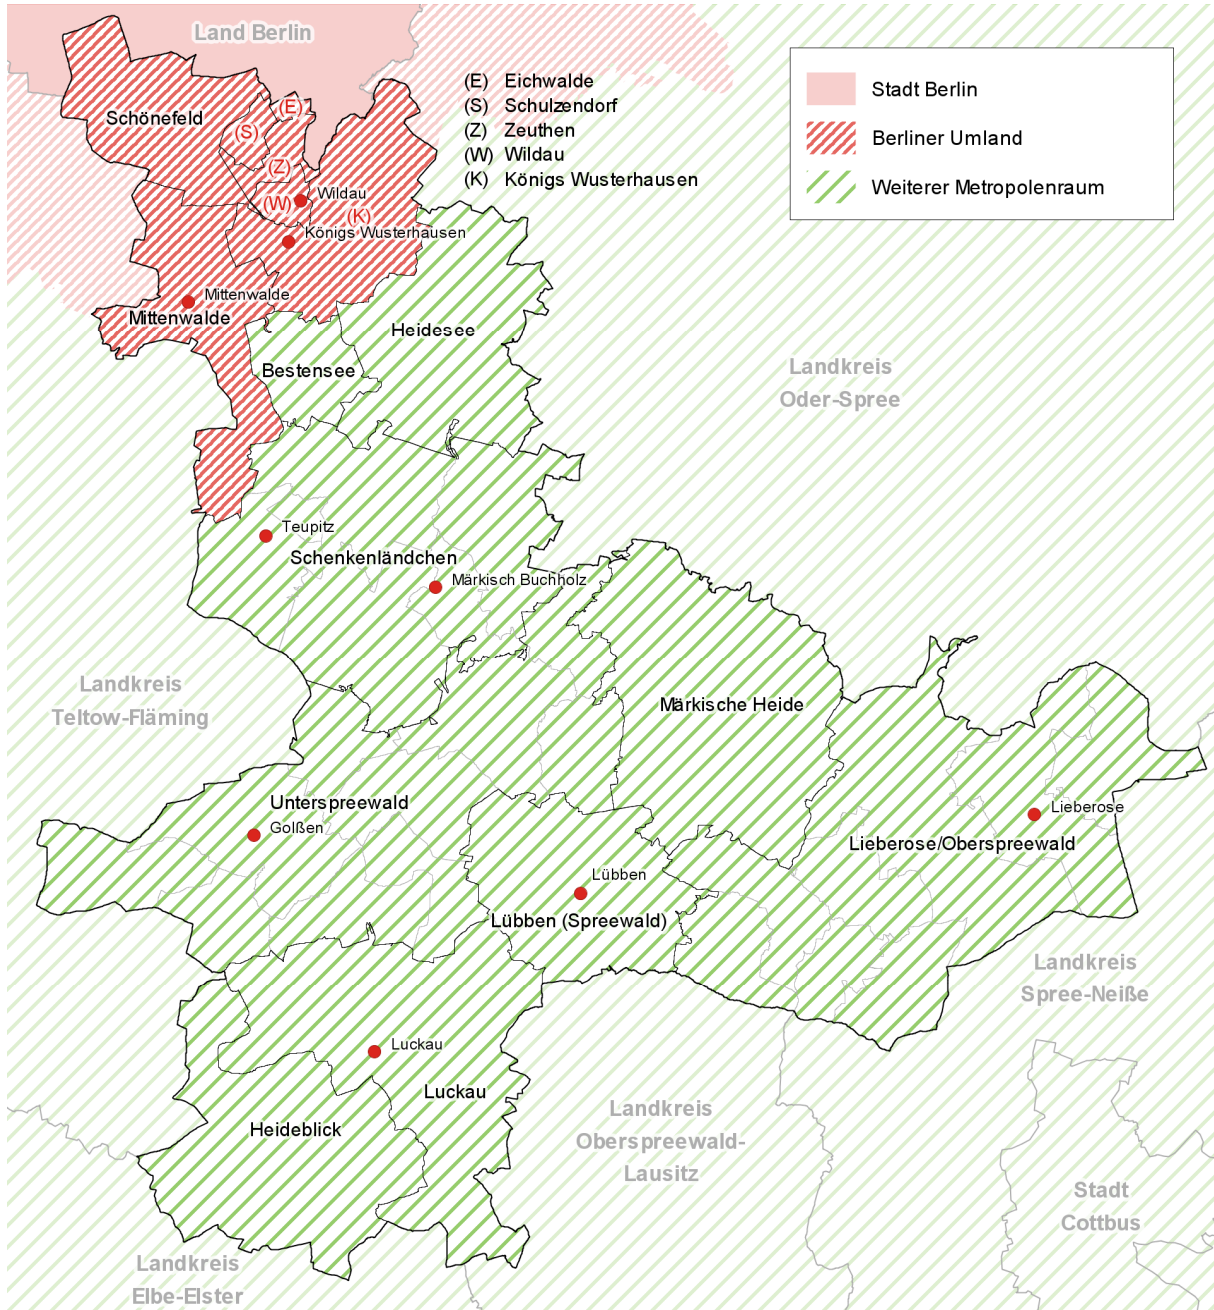 Land Berlin
(E) Eichwalde
(S) Schulzendorf
(Z) Zeuthen
(W) Wildau
(K) Königs Wusterhausen
Stadt Berlin
Berliner Umland
Weiterer Metropolenraum
Schönefeld
(E)
(S)
(Z)
(W)
Wildau
(K)
Königs Wusterhausen
Mittenwalde
Mittenwalde
Heidesee
Bestensee
Landkreis
Oder-Spree
Teupitz
Schenkenländchen
Märkisch Buchholz
Landkreis
Teltow-Fläming
Märkische Heide
Unterspreewald
Golßen
Lieberose
Lieberose/Oberspreewald
Lübben
Lübben (Spreewald)
Landkreis
Spree-Neiße
Luckau
Luckau
Heideblick
Landkreis
Oberspreewald-
Lausitz
Stadt
Cottbus
Landkreis
Elbe-Elster